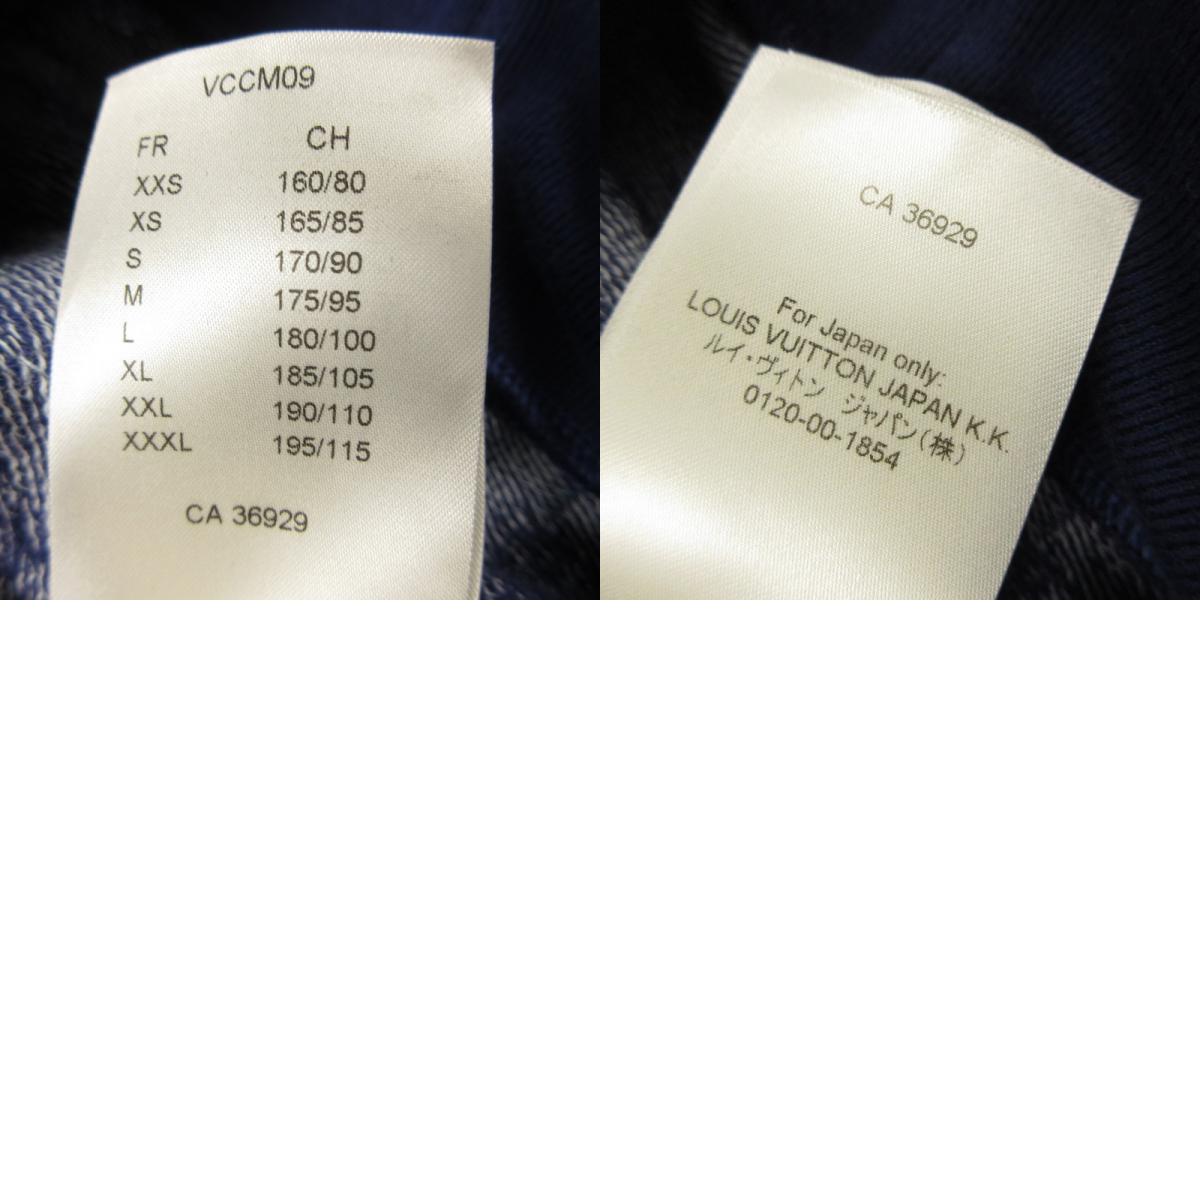 VCCM09
FR CH
XXS 160/80
XS 165/85
S 170/90
M 175/95
L 180/100
XL 185/105
XXL 190/110
XXXL 195/115
CA 36929
CA 36929
For Japan only:
LOUIS VUITTON JAPAN K.K.
ルイ・ヴィトン ジャパン(株)
0120-00-1854